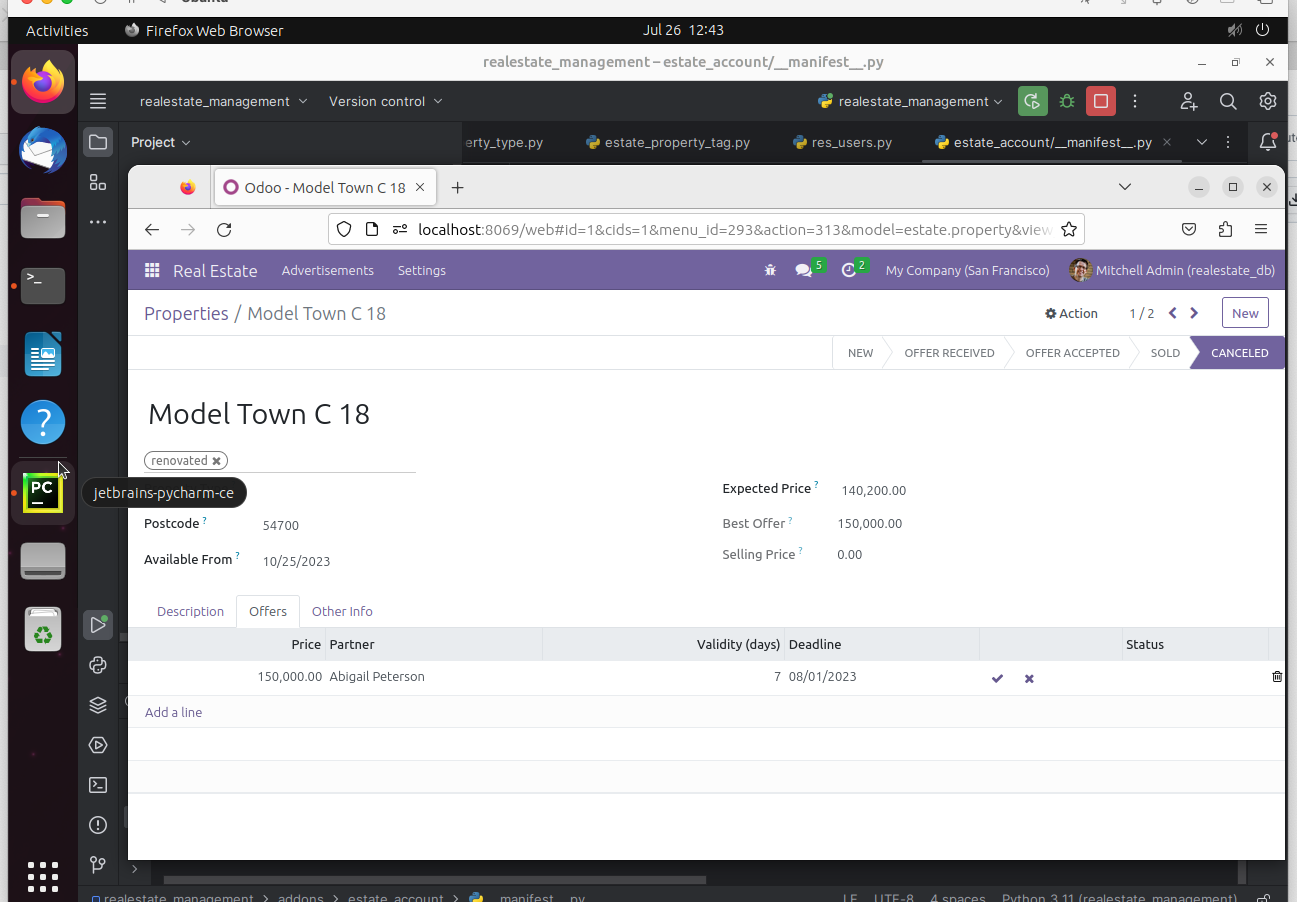 Activities Firefox Web Browser Jul 26 12:43
realestate_management – estate_account/__manifest__.py
realestate_management Version control realestate_management
Project erty_type.py estate_property_tag.py res_users.py estate_account/__manifest__.py
Odoo - Model Town C 18
localhost:8069/web#id=1&cids=1&menu_id=293&action=313&model=estate.property&view
Real Estate Advertisements Settings 5 2 My Company (San Francisco) Mitchell Admin (realestate_db)
Properties / Model Town C 18 Action 1 / 2 New
NEW OFFER RECEIVED OFFER ACCEPTED SOLD CANCELED
Model Town C 18
renovated
PC
jetbrains-pycharm-ce
Expected Price ? 140,200.00
Postcode ? 54700
Best Offer ? 150,000.00
Available From ? 10/25/2023
Selling Price ? 0.00
Description Offers Other Info
Price Partner Validity (days) Deadline Status
150,000.00 Abigail Peterson 7 08/01/2023
Add a line
realestate_management > addons > estate_account > __manifest__.py LF UTF-8 4 spaces Python 3.11 (realestate_management)